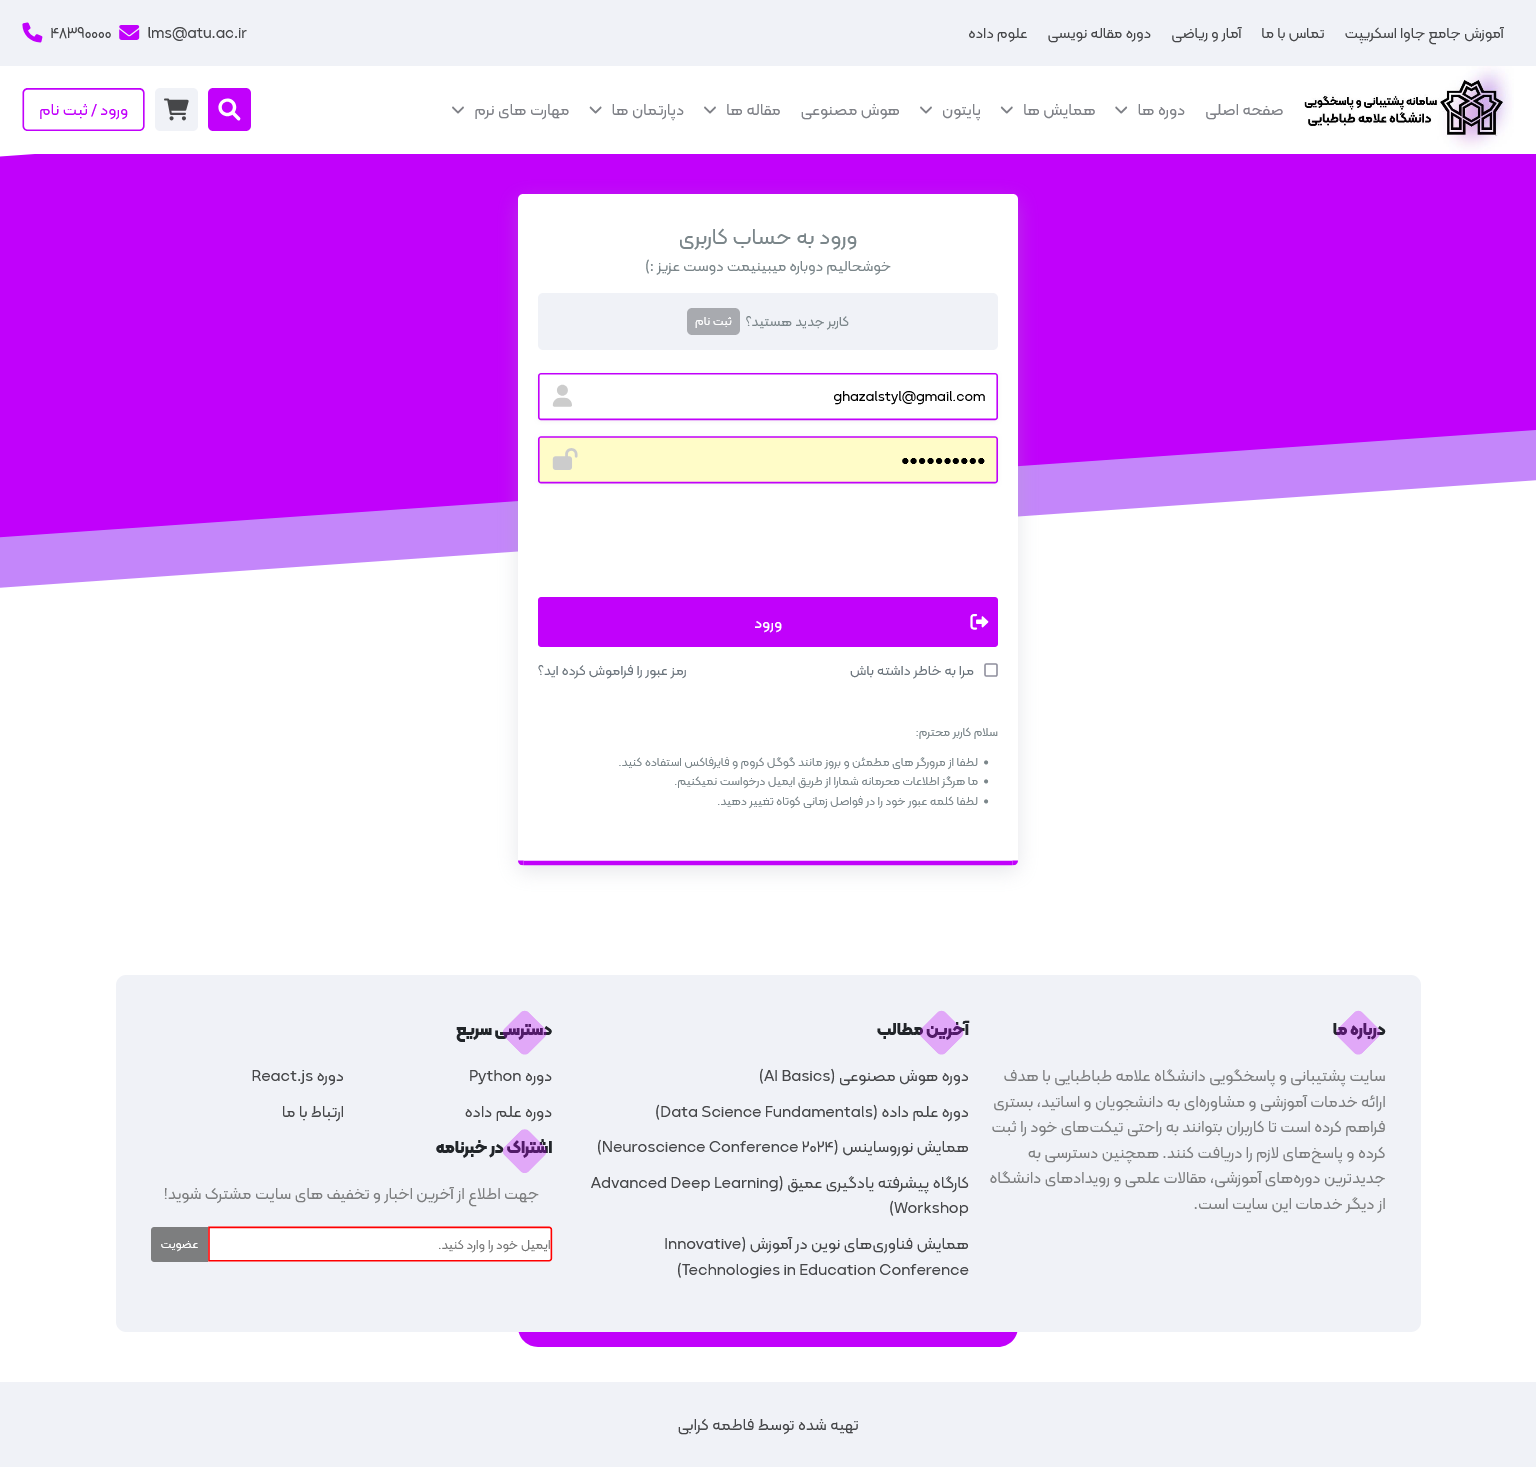 آموزش جامع جاوا اسکریپت
تماس با ما
آمار و ریاضی
دوره مقاله نویسی
علوم داده
lms@atu.ac.ir
۴۸۳۹۰۰۰۰
سامانه پشتیبانی و پاسخگویی
دانشگاه علامه طباطبایی
صفحه اصلی
دوره ها
همایش ها
پایتون
هوش مصنوعی
مقاله ها
دپارتمان ها
مهارت های نرم
ورود / ثبت نام
ورود به حساب کاربری
خوشحالیم دوباره میبینیمت دوست عزیز :)
کاربر جدید هستید؟ ثبت نام
ghazalstyl@gmail.com
••••••••••
ورود
مرا به خاطر داشته باش
رمز عبور را فراموش کرده اید؟
سلام کاربر محترم:
• لطفا از مرورگر های مطمئن و بروز مانند گوگل کروم و فایرفاکس استفاده کنید.
• ما هرگز اطلاعات محرمانه شمارا از طریق ایمیل درخواست نمیکنیم.
• لطفا کلمه عبور خود را در فواصل زمانی کوتاه تغییر دهید.
درباره ما
سایت پشتیبانی و پاسخگویی دانشگاه علامه طباطبایی با هدف
ارائه خدمات آموزشی و مشاوره‌ای به دانشجویان و اساتید، بستری
فراهم کرده است تا کاربران بتوانند به راحتی تیکت‌های خود را ثبت
کرده و پاسخ‌های لازم را دریافت کنند. همچنین دسترسی به
جدیدترین دوره‌های آموزشی، مقالات علمی و رویدادهای دانشگاه
از دیگر خدمات این سایت است.
آخرین مطالب
دوره هوش مصنوعی (AI Basics)
دوره علم داده (Data Science Fundamentals)
همایش نوروساینس (Neuroscience Conference ۲۰۲۴)
کارگاه پیشرفته یادگیری عمیق (Advanced Deep Learning
Workshop)
همایش فناوری‌های نوین در آموزش (Innovative
Technologies in Education Conference)
دسترسی سریع
دوره Python
دوره React.js
دوره علم داده
ارتباط با ما
اشتراک در خبرنامه
جهت اطلاع از آخرین اخبار و تخفیف های سایت مشترک شوید!
ایمیل خود را وارد کنید.
عضویت
تهیه شده توسط فاطمه کرابی